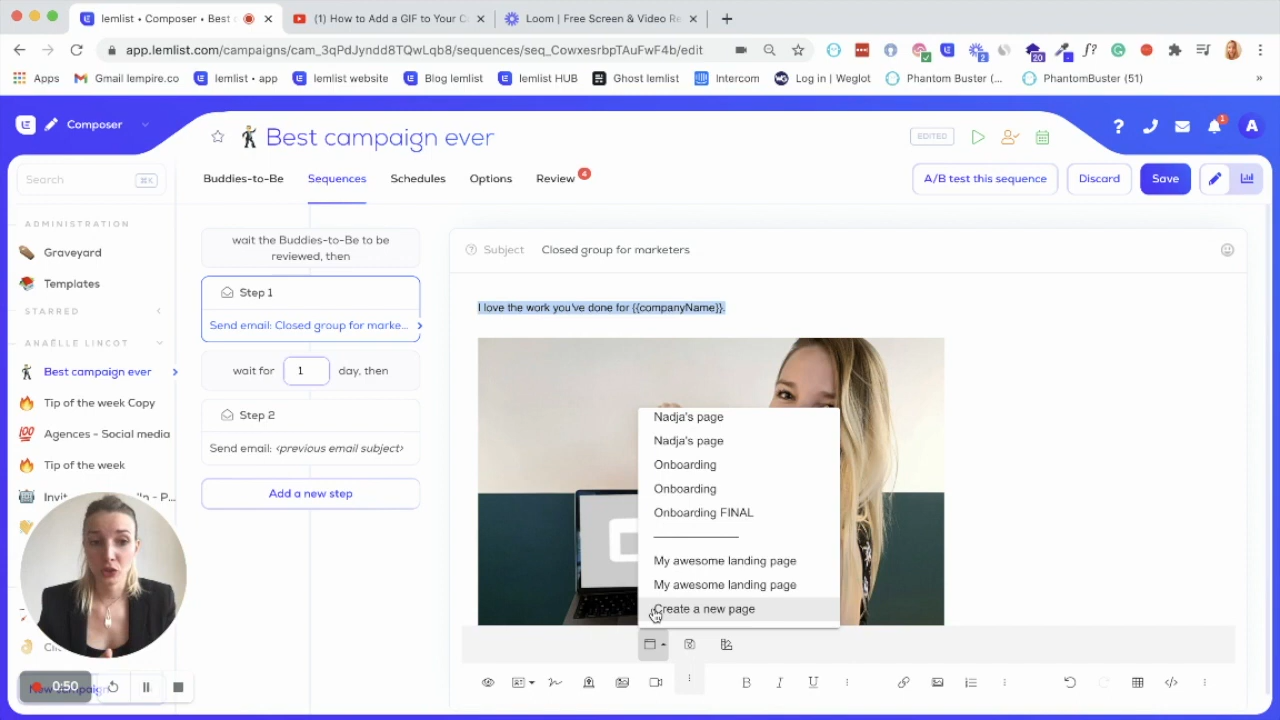 lemlist • Composer • Best c
(1) How to Add a GIF to Your C
Loom | Free Screen & Video Re
app.lemlist.com/campaigns/cam_3qPdJyndd8TQwLqb8/sequences/seq_CowxesrbpTAuFwF4b/edit
Apps
Gmail lempire.co
lemlist • app
lemlist website
Blog lemlist
lemlist HUB
Ghost lemlist
Intercom
Log in | Weglot
Phantom Buster (...
PhantomBuster (51)
Composer
Best campaign ever
EDITED
A
Search
Buddies-to-Be
Sequences
Schedules
Options
Review
4
A/B test this sequence
Discard
Save
ADMINISTRATION
Graveyard
Templates
STARRED
ANAËLLE LINCOT
Best campaign ever
Tip of the week Copy
Agences - Social media
Tip of the week
wait the Buddies-to-Be to be
reviewed, then
Step 1
Send email: Closed group for marke...
wait for 1 day, then
Step 2
Send email: <previous email subject>
Add a new step
Subject Closed group for marketers
I love the work you've done for {{companyName}}.
Nadja's page
Nadja's page
Onboarding
Onboarding
Onboarding FINAL
My awesome landing page
My awesome landing page
Create a new page
B I U
0:50